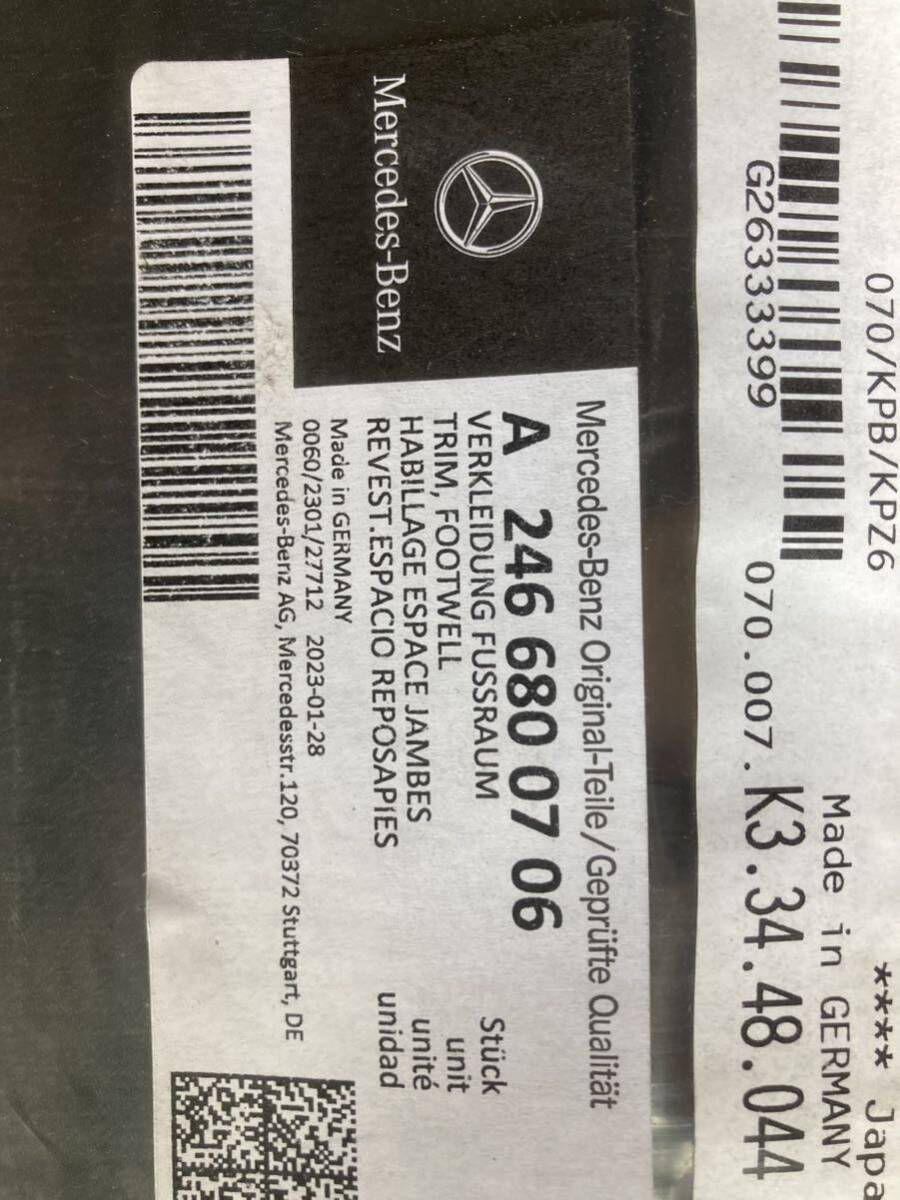 070/KPB/KPZ6
**** Japa
Made in GERMANY
G26333399
070.007.K3.34.48.044
Mercedes-Benz
Mercedes-Benz Original-Teile/Geprüfte Qualität
A 246 680 07 06
VERKLEIDUNG FUSSRAUM
Stück
TRIM, FOOTWELL
unit
HABILLAGE ESPACE JAMBES
unité
REVEST.ESPACIO REPOSAPIES
unidad
Made in GERMANY
0060/2301/27712 2023-01-28
Mercedes-Benz AG, Mercedesstr.120, 70372 Stuttgart, DE